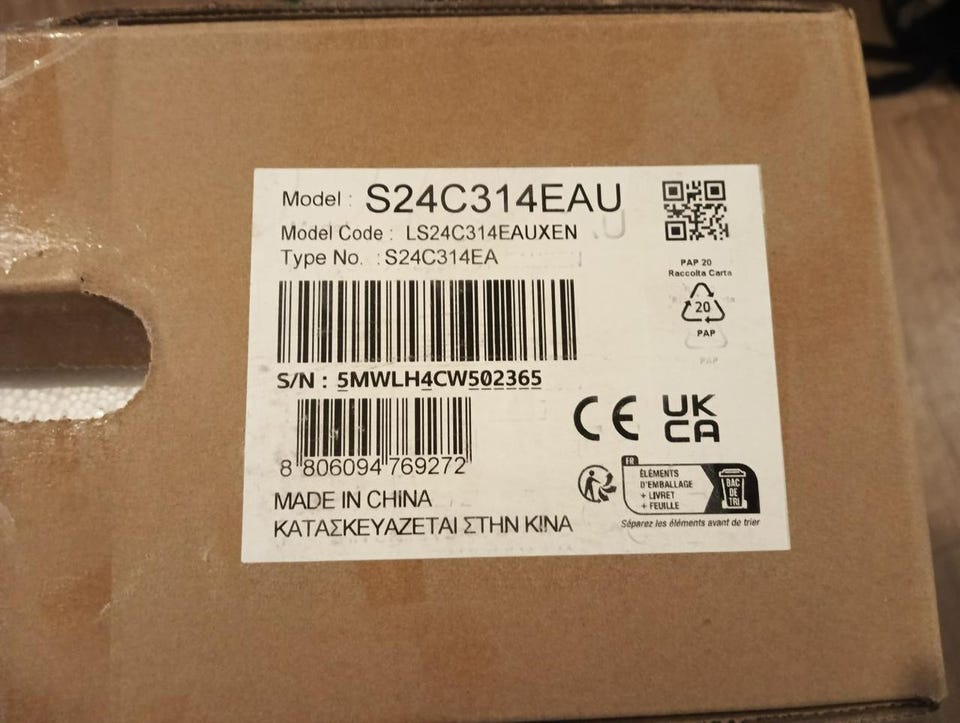 Model : S24C314EAU
Model Code : LS24C314EAUXEN
Type No. : S24C314EA
S/N : 5MWLH4CW502365
8 806094 769272
MADE IN CHINA
ΚΑΤΑΣΚΕΥΑΖΕΤΑΙ ΣΤΗΝ ΚΙΝΑ
PAP 20
Raccolta Carta
20
PAP
PAP
CE
UK
CA
FR
ÉLÉMENTS
D'EMBALLAGE
+ LIVRET
+ FEUILLE
BAC
DE
TRI
Séparez les éléments avant de trier